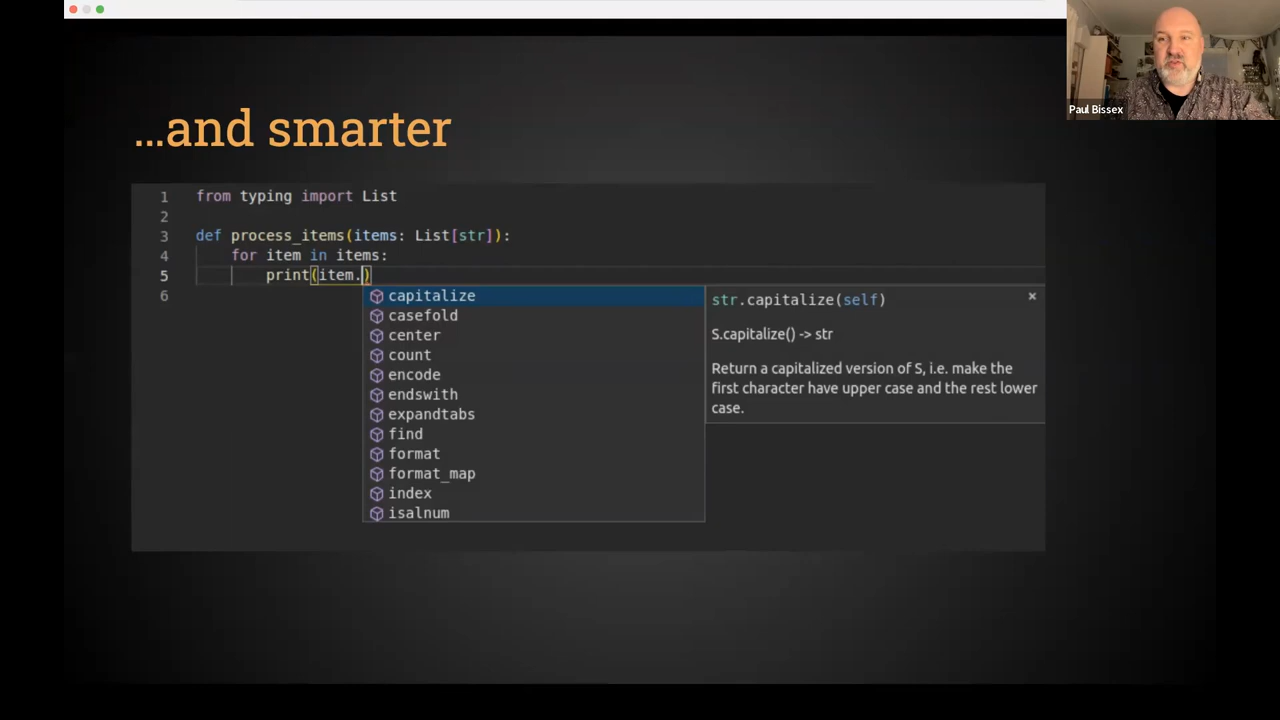 Paul Bissex
…and smarter
1 from typing import List
2
3 def process_items(items: List[str]):
4 for item in items:
5 print(item.)
6
capitalize
casefold
center
count
encode
endswith
expandtabs
find
format
format_map
index
isalnum
str.capitalize(self) ×
S.capitalize() -> str
Return a capitalized version of S, i.e. make the
first character have upper case and the rest lower
case.